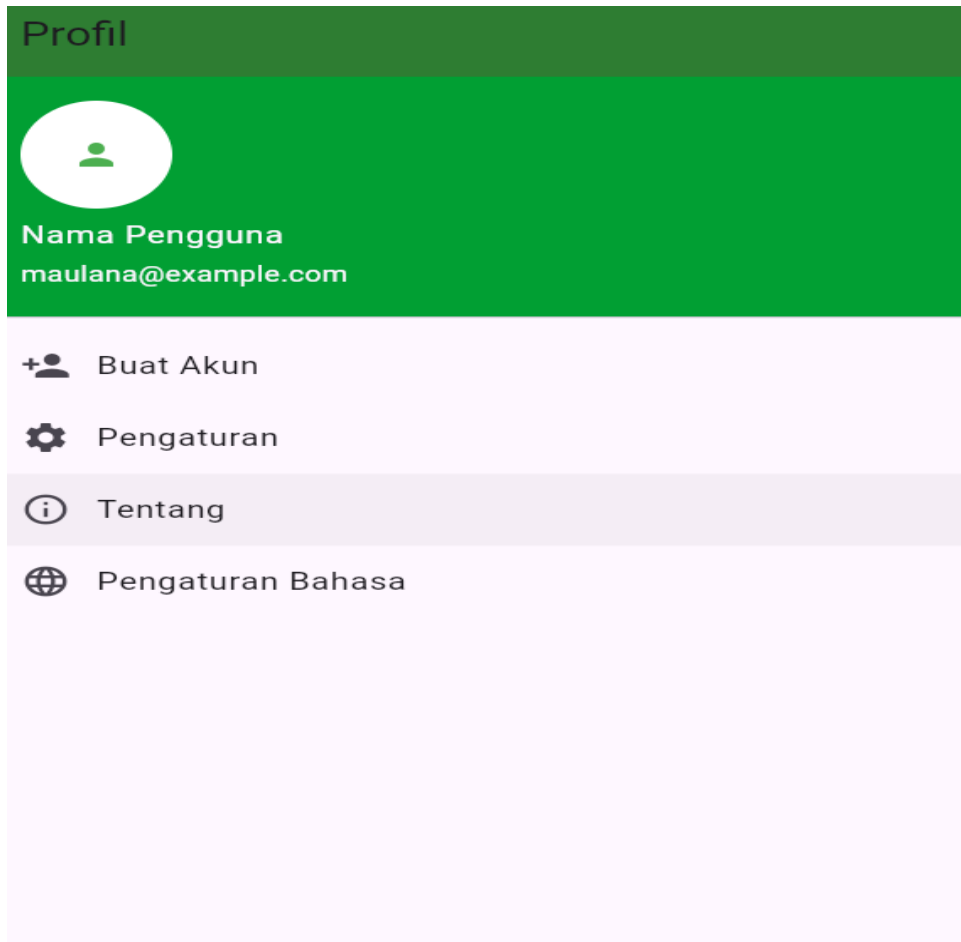 Profil
Nama Pengguna
maulana@example.com
Buat Akun
Pengaturan
Tentang
Pengaturan Bahasa